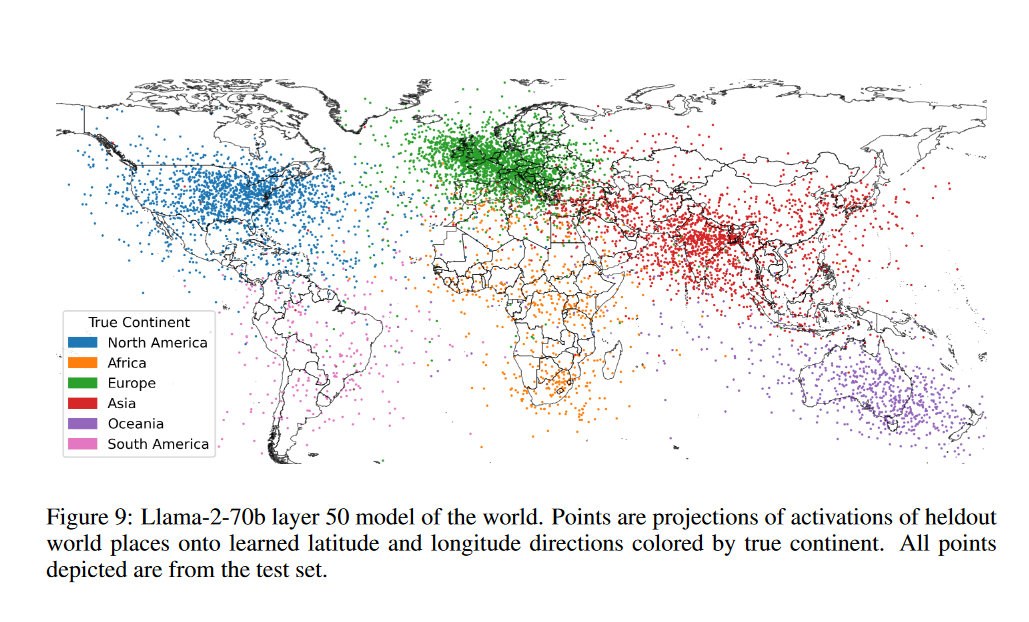 True Continent
North America
Africa
Europe
Asia
Oceania
South America
Figure 9: Llama-2-70b layer 50 model of the world. Points are projections of activations of heldout
world places onto learned latitude and longitude directions colored by true continent. All points
depicted are from the test set.